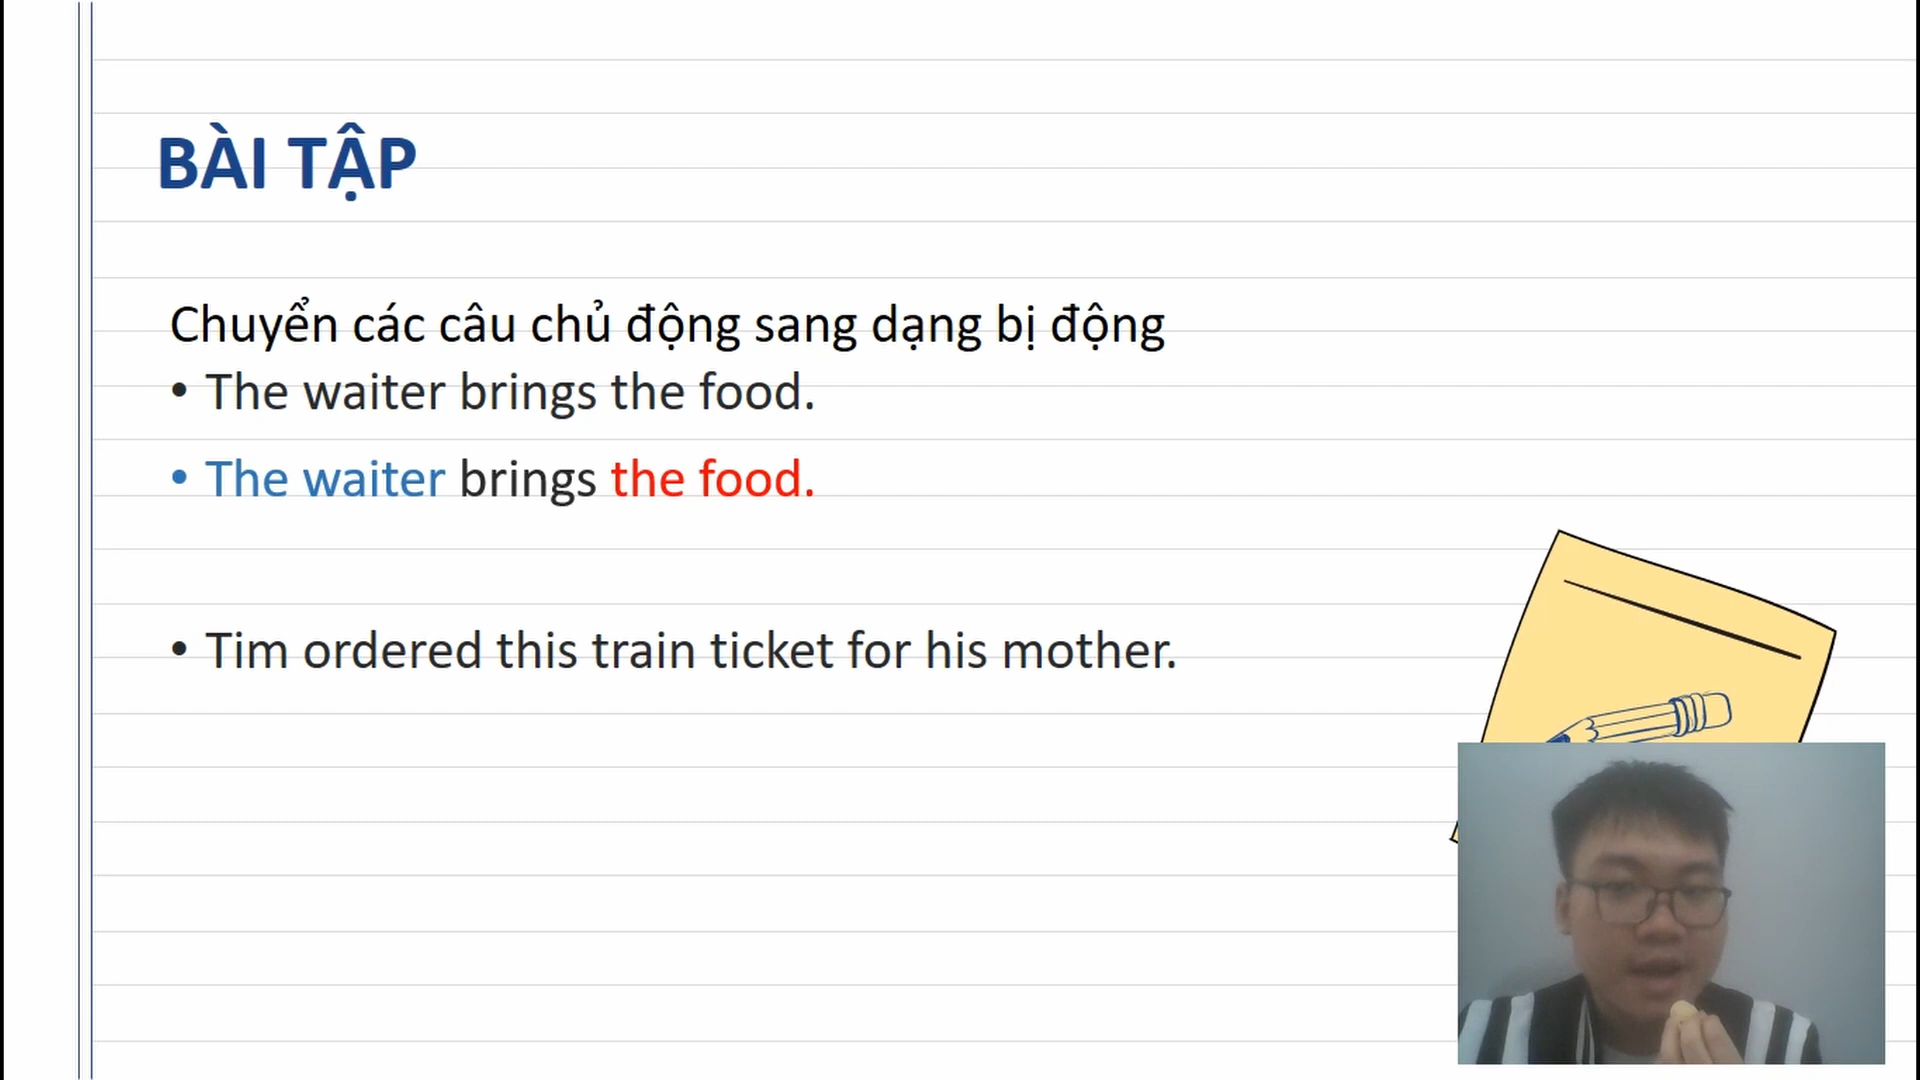 BÀI TẬP
Chuyển các câu chủ động sang dạng bị động
• The waiter brings the food.
• The waiter brings the food.
• Tim ordered this train ticket for his mother.